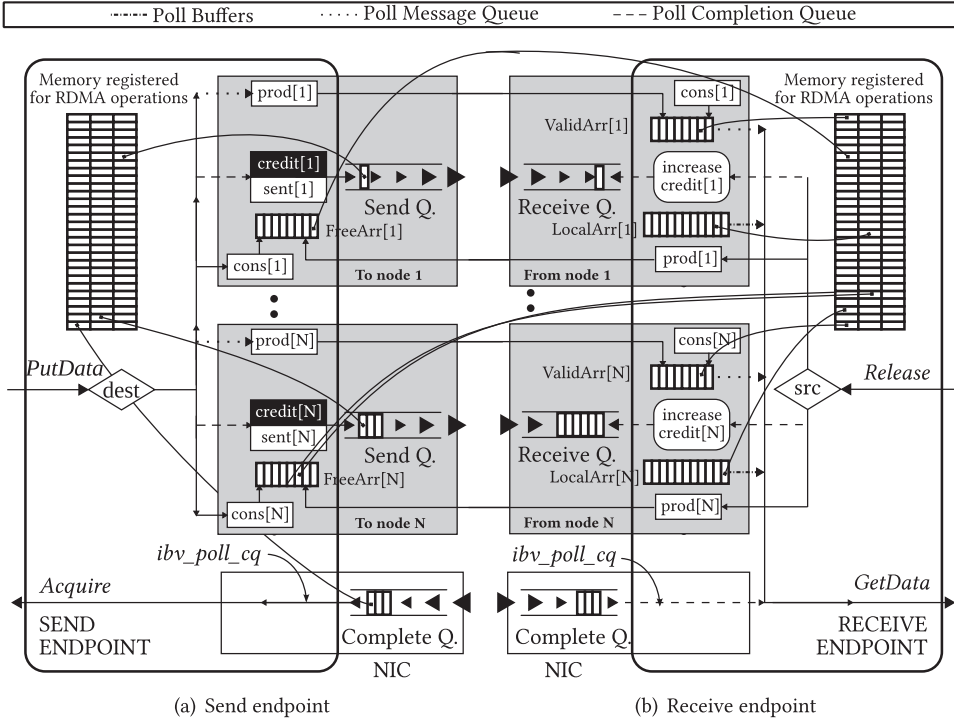 Poll Buffers Poll Message Queue Poll Completion Queue
Memory registered
for RDMA operations
prod[1]
credit[1]
sent[1]
Send Q.
FreeArr[1]
cons[1]
To node 1
cons[1]
ValidArr[1]
increase
credit[1]
Receive Q.
LocalArr[1]
prod[1]
From node 1
Memory registered
for RDMA operations
PutData
dest
prod[N]
credit[N]
sent[N]
Send Q.
FreeArr[N]
cons[N]
To node N
cons[N]
ValidArr[N]
increase
credit[N]
Receive Q.
LocalArr[N]
prod[N]
From node N
src
Release
ibv_poll_cq
Acquire
Complete Q.
SEND
ENDPOINT
NIC
ibv_poll_cq
Complete Q.
NIC
GetData
RECEIVE
ENDPOINT
(a) Send endpoint
(b) Receive endpoint